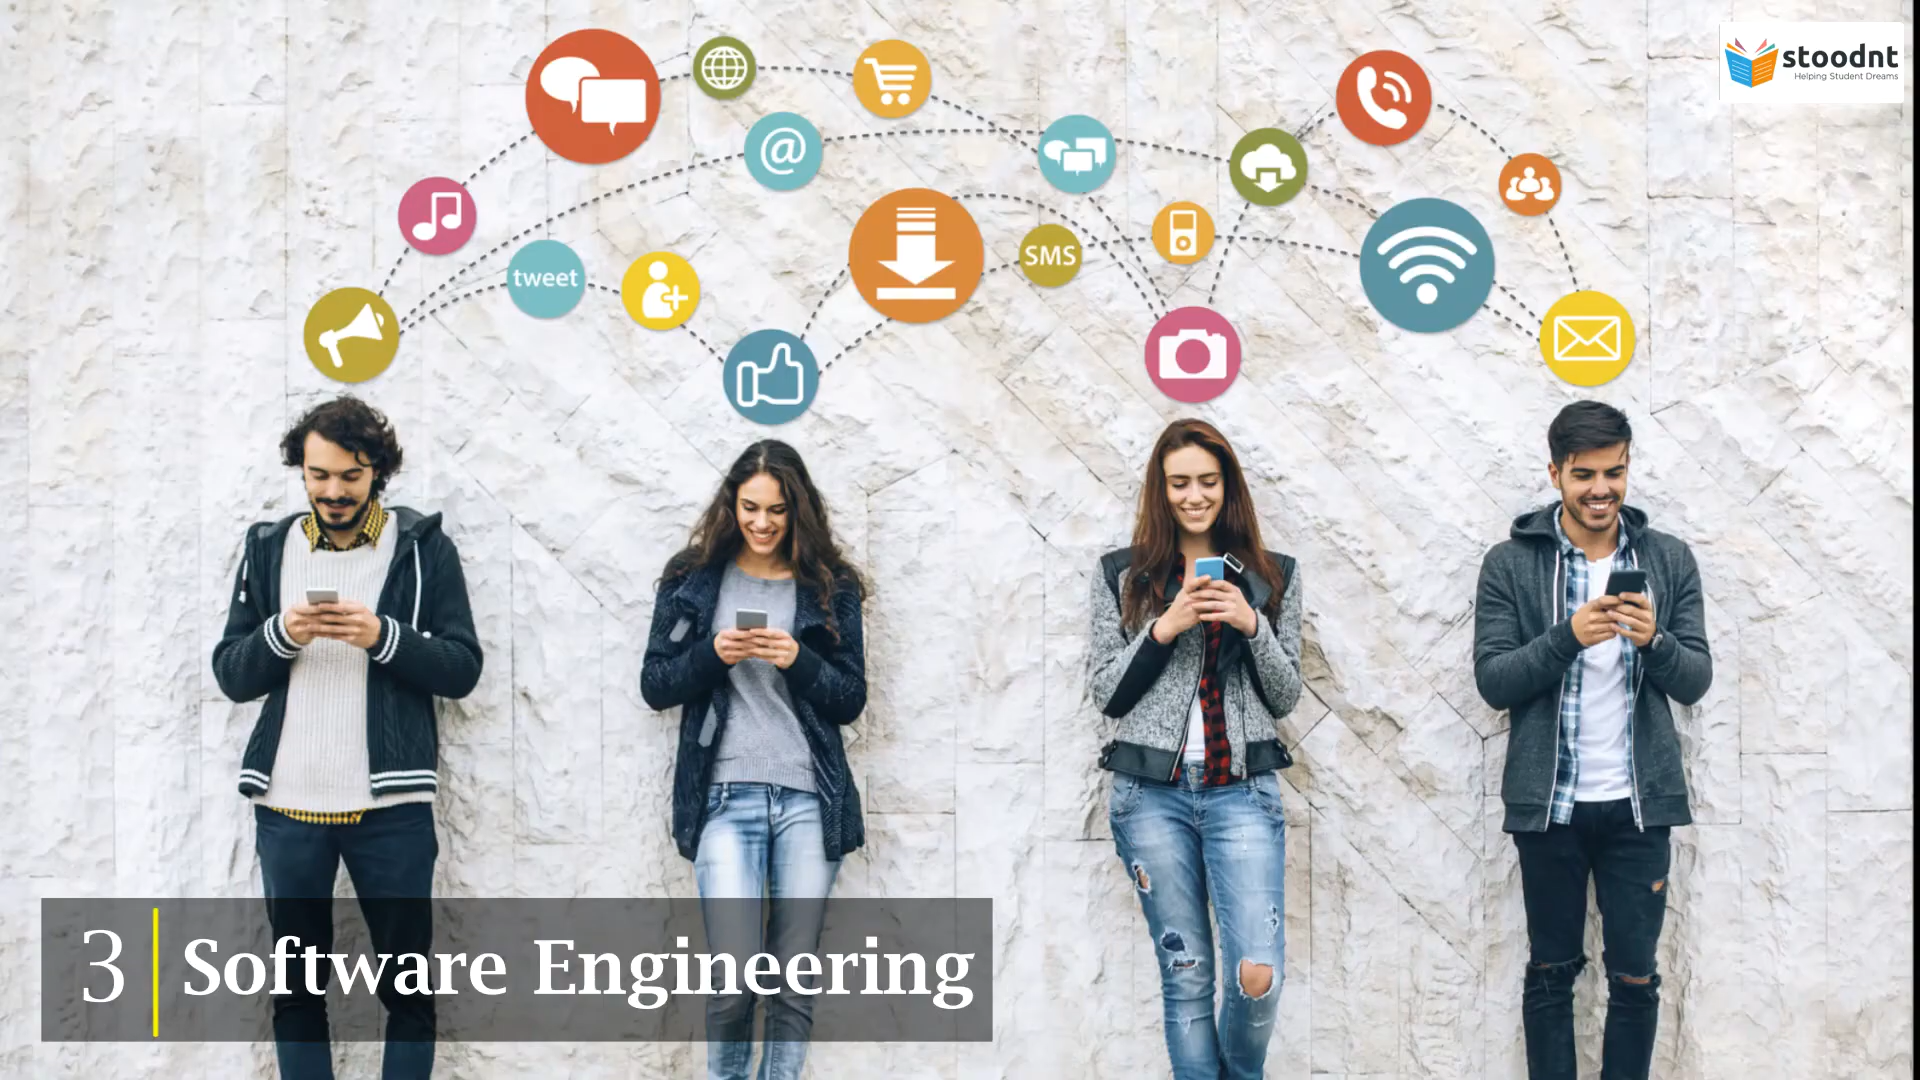 stoodnt
Helping Student Dreams
@
tweet
SMS
3 Software Engineering